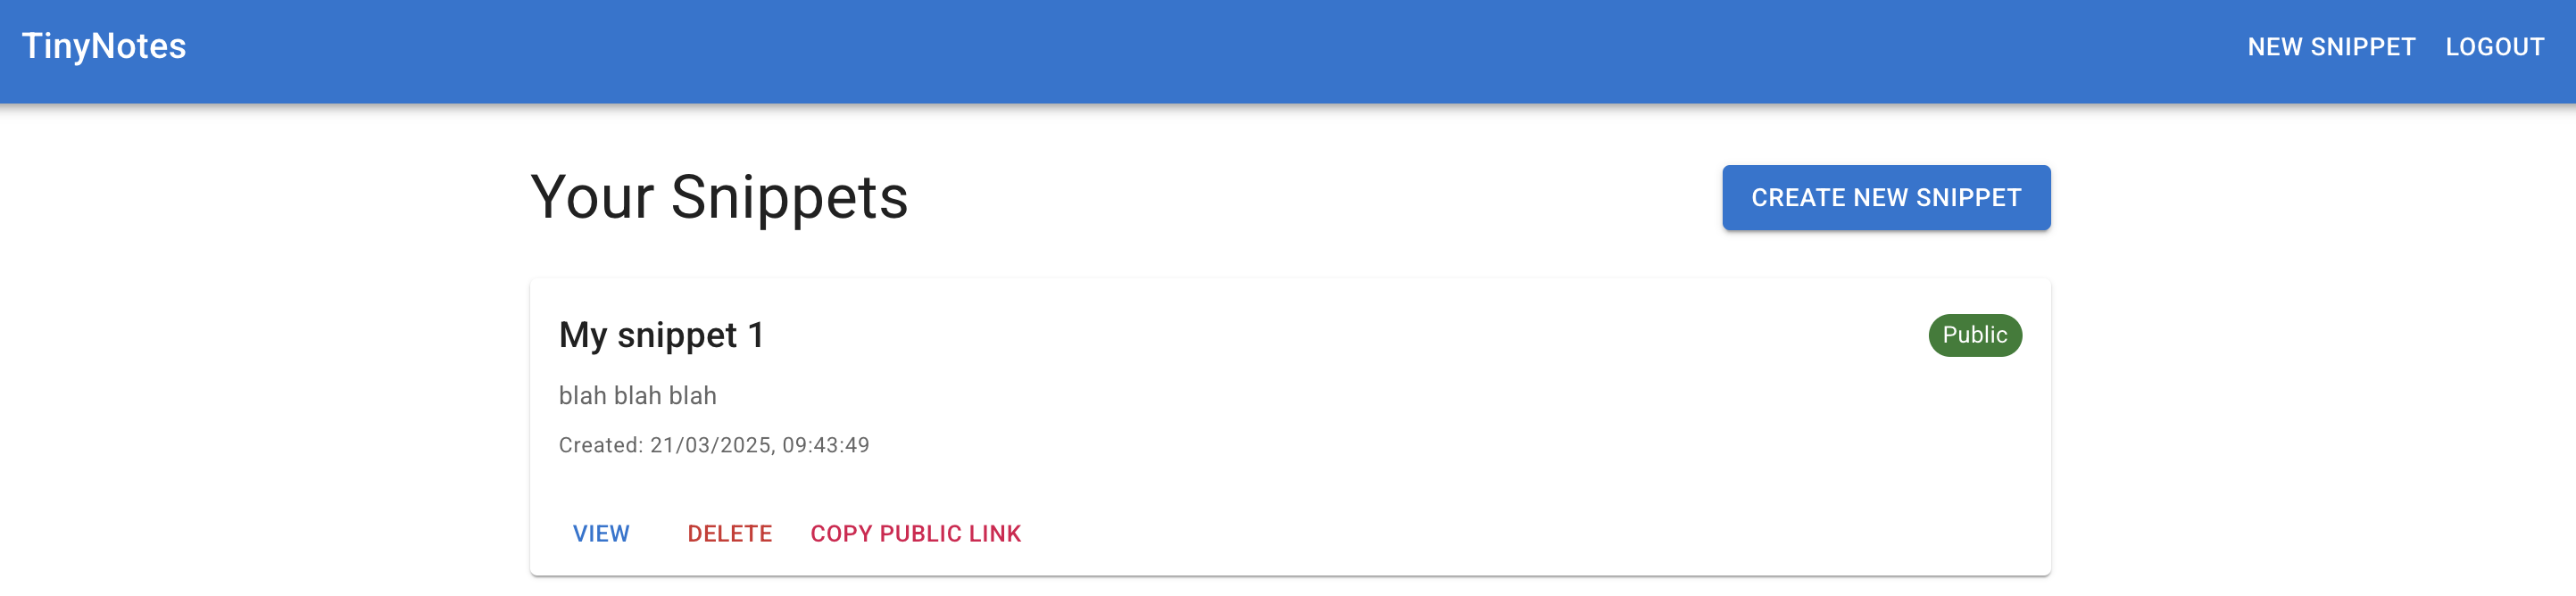 TinyNotes NEW SNIPPET LOGOUT
Your Snippets CREATE NEW SNIPPET
My snippet 1 Public
blah blah blah
Created: 21/03/2025, 09:43:49
VIEW DELETE COPY PUBLIC LINK